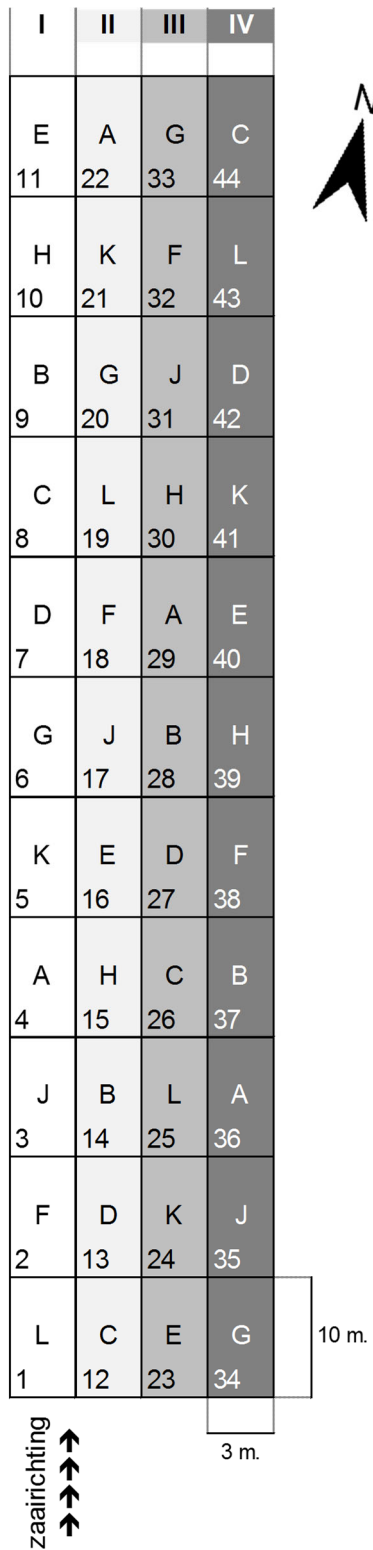 I II III IV
N
E A G C
11 22 33 44
H K F L
10 21 32 43
B G J D
9 20 31 42
C L H K
8 19 30 41
D F A E
7 18 29 40
G J B H
6 17 28 39
K E D F
5 16 27 38
A H C B
4 15 26 37
J B L A
3 14 25 36
F D K J
2 13 24 35
L C E G
10 m.
1 12 23 34
3 m.
zaairichting